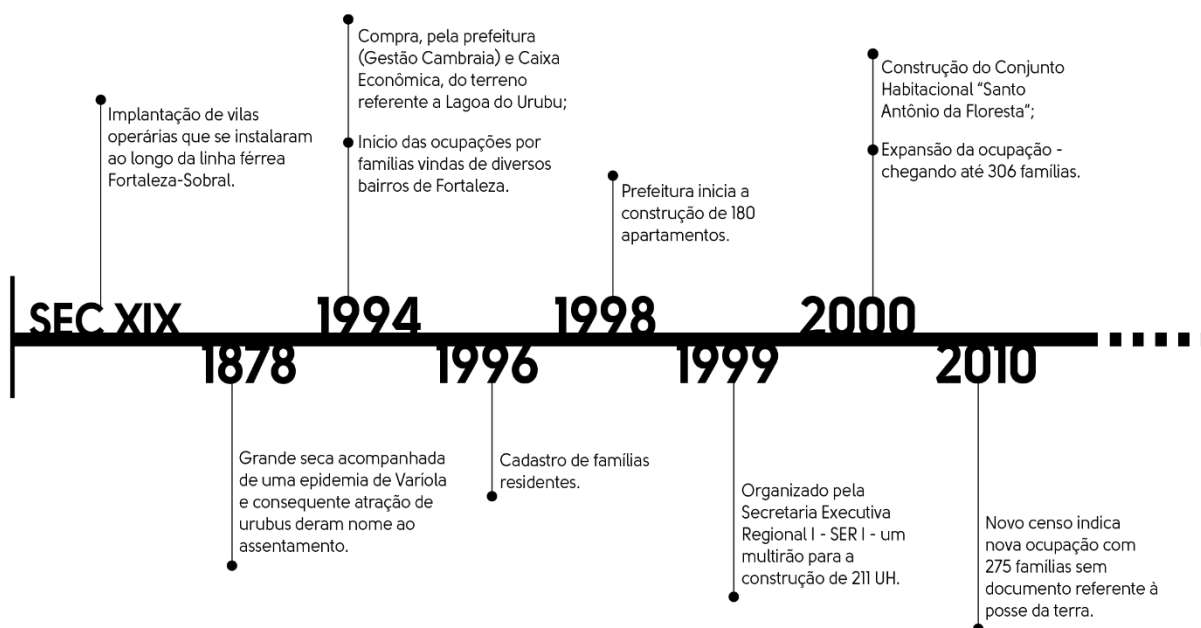 Implantação de vilas
operárias que se instalaram
ao longo da linha férrea
Fortaleza-Sobral.
SEC XIX
1878
Grande seca acompanhada
de uma epidemia de Varíola
e consequente atração de
urubus deram nome ao
assentamento.
Compra, pela prefeitura
(Gestão Cambraia) e Caixa
Econômica, do terreno
referente a Lagoa do Urubu;
Início das ocupações por
famílias vindas de diversos
bairros de Fortaleza.
1994
1996
Cadastro de famílias
residentes.
Prefeitura inicia a
construção de 180
apartamentos.
1998
1999
Organizado pela
Secretaria Executiva
Regional I - SER I - um
multirão para a
construção de 211 UH.
Construção do Conjunto
Habitacional “Santo
Antônio da Floresta”;
Expansão da ocupação -
chegando até 306 famílias.
2000
2010
Novo censo indica
nova ocupação com
275 famílias sem
documento referente à
posse da terra.